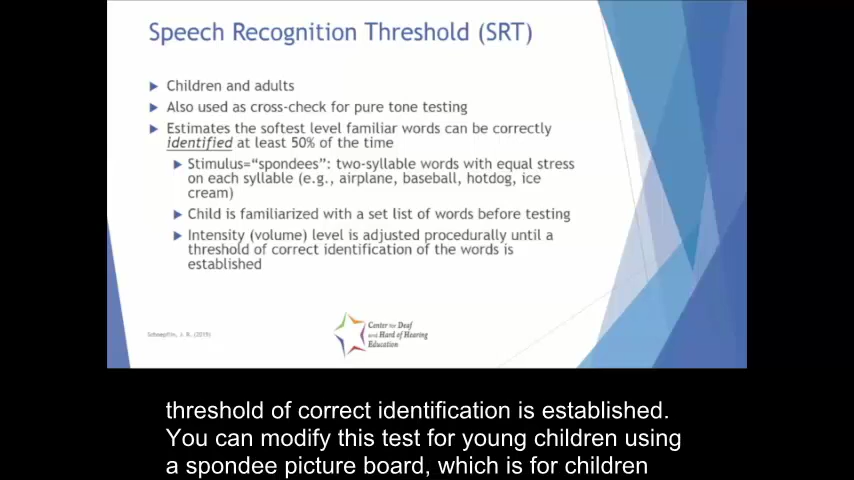 Speech Recognition Threshold (SRT)
Children and adults
Also used as cross-check for pure tone testing
Estimates the softest level familiar words can be correctly
identified at least 50% of the time
Stimulus=“spondees”: two-syllable words with equal stress
on each syllable (e.g., airplane, baseball, hotdog, ice
cream)
Child is familiarized with a set list of words before testing
Intensity (volume) level is adjusted procedurally until a
threshold of correct identification of the words is
established
(2019)
Center for Deaf
and Hard of Hearing
Education
threshold of correct identification is established.
You can modify this test for young children using
a spondee picture board, which is for children